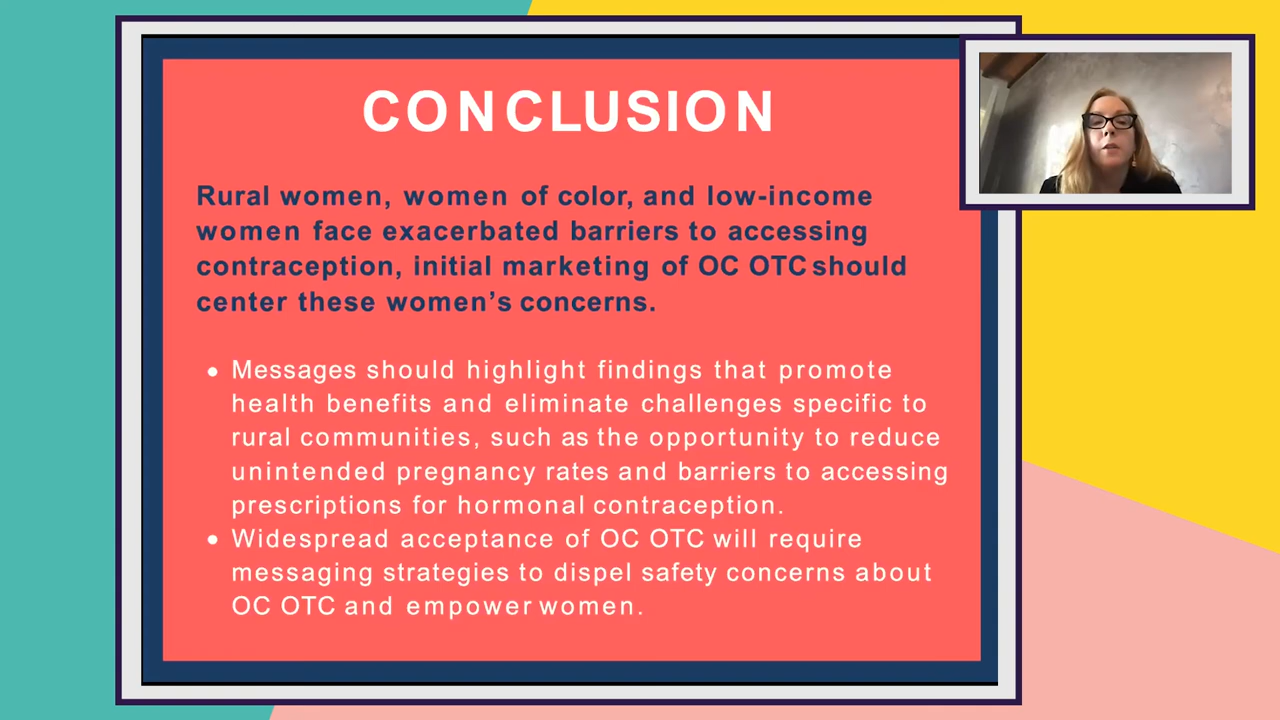 CONCLUSION
Rural women, women of color, and low-income
women face exacerbated barriers to accessing
contraception, initial marketing of OC OTC should
center these women’s concerns.
• Messages should highlight findings that promote
health benefits and eliminate challenges specific to
rural communities, such as the opportunity to reduce
unintended pregnancy rates and barriers to accessing
prescriptions for hormonal contraception.
• Widespread acceptance of OC OTC will require
messaging strategies to dispel safety concerns about
OC OTC and empower women.